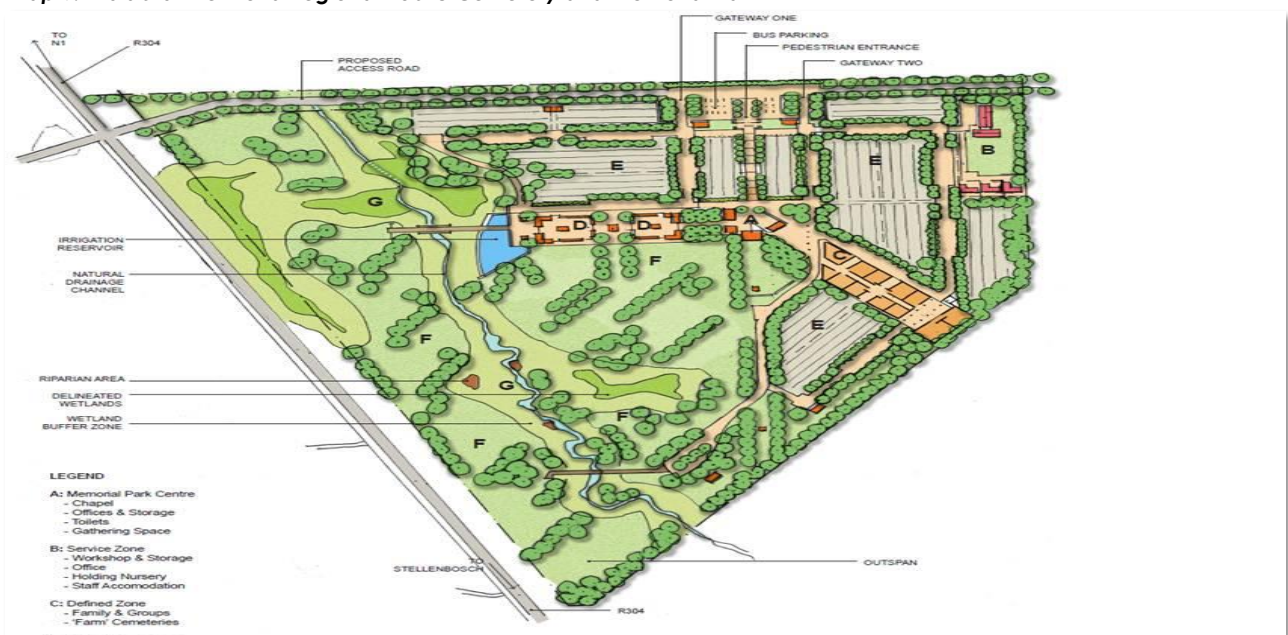 GATEWAY ONE
BUS PARKING
PEDESTRIAN ENTRANCE
GATEWAY TWO
TO
N1
R304
PROPOSED
ACCESS ROAD
B
E
E
G
D
D
A
C
F
E
F
G
F
F
IRRIGATION
RESERVOIR
NATURAL
DRAINAGE
CHANNEL
RIPARIAN AREA
DELINEATED
WETLANDS
WETLAND
BUFFER ZONE
LEGEND
A: Memorial Park Centre
- Chapel
- Offices & Storage
- Toilets
- Gathering Space
B: Service Zone
- Workshop & Storage
- Office
- Holding Nursery
- Staff Accomodation
C: Defined Zone
- Family & Groups
- 'Farm' Cemeteries
TO
STELLENBOSCH
OUTSPAN
R304